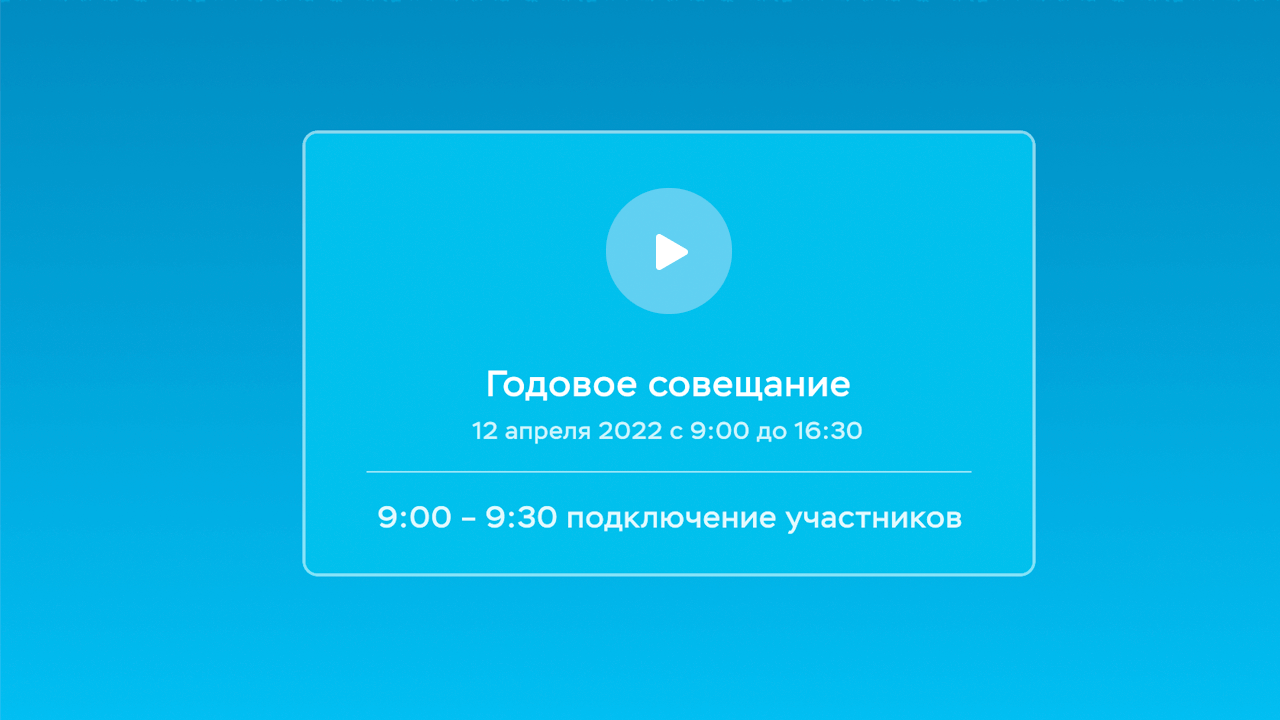 Годовое совещание
12 апреля 2022 с 9:00 до 16:30
9:00 – 9:30 подключение участников